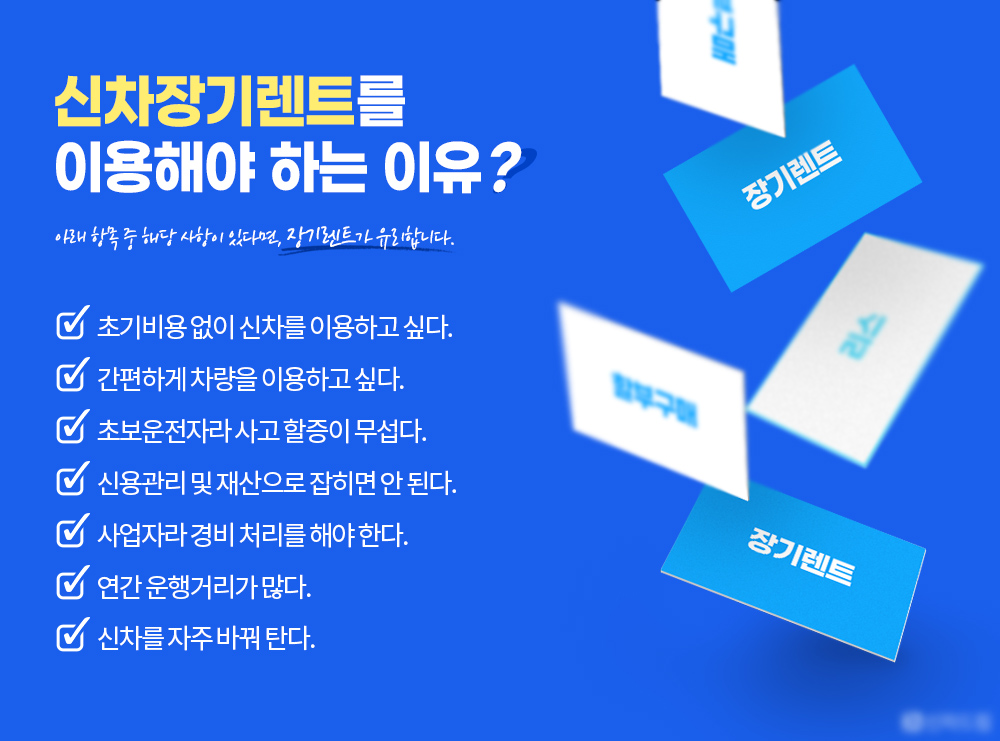 신차장기렌트를
이용해야 하는 이유?
아래 항목 중 해당 사항이 있다면, 장기렌트가 유리합니다.
초기비용 없이 신차를 이용하고 싶다.
간편하게 차량을 이용하고 싶다.
초보운전자라 사고 할증이 무섭다.
신용관리 및 재산으로 잡히면 안 된다.
사업자라 경비 처리를 해야 한다.
연간 운행거리가 많다.
신차를 자주 바꿔 탄다.
부구매
장기렌트
리스
할부구매
장기렌트